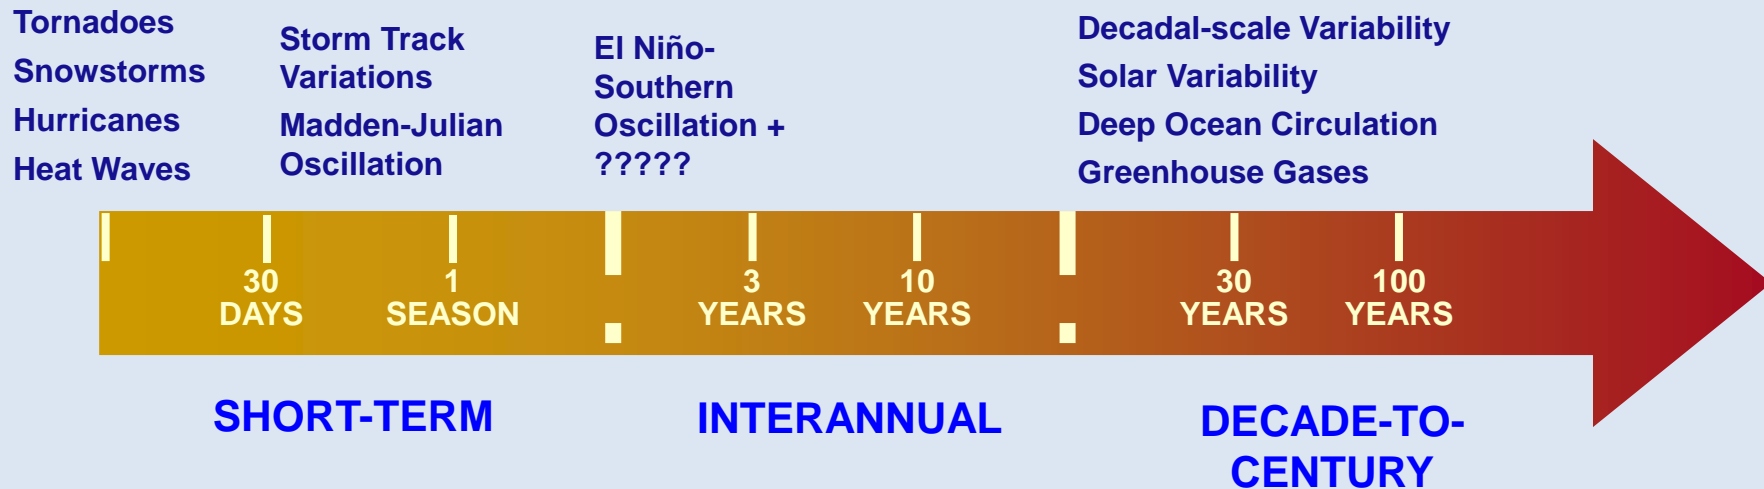 Tornadoes
Snowstorms
Hurricanes
Heat Waves
Storm Track
Variations
Madden-Julian
Oscillation
El Niño-
Southern
Oscillation +
?????
Decadal-scale Variability
Solar Variability
Deep Ocean Circulation
Greenhouse Gases
30
DAYS
1
SEASON
3
YEARS
10
YEARS
30
YEARS
100
YEARS
SHORT-TERM
INTERANNUAL
DECADE-TO-
CENTURY